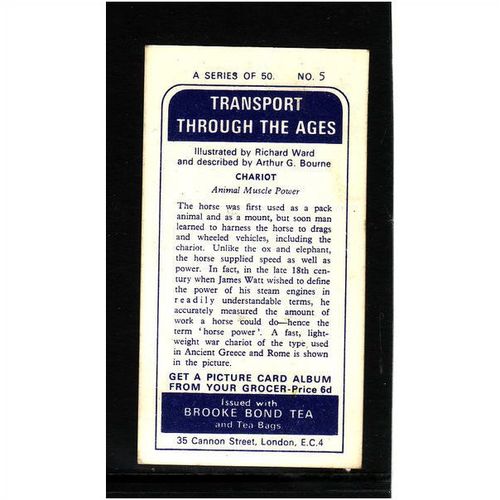 A SERIES OF 50. NO. 5
TRANSPORT
THROUGH THE AGES
Illustrated by Richard Ward
and described by Arthur G. Bourne
CHARIOT
Animal Muscle Power
The horse was first used as a pack
animal and as a mount, but soon man
learned to harness the horse to drags
and wheeled vehicles, including the
chariot. Unlike the ox and elephant,
the horse supplied speed as well as
power. In fact, in the late 18th cen-
tury when James Watt wished to define
the power of his steam engines in
readily understandable terms, he
accurately measured the amount of
work a horse could do—hence the
term 'horse power'. A fast, light-
weight war chariot of the type used
in Ancient Greece and Rome is shown
in the picture.
GET A PICTURE CARD ALBUM
FROM YOUR GROCER-Price 6d
Issued with
BROOKE BOND TEA
and Tea Bags
35 Cannon Street, London, E.C.4